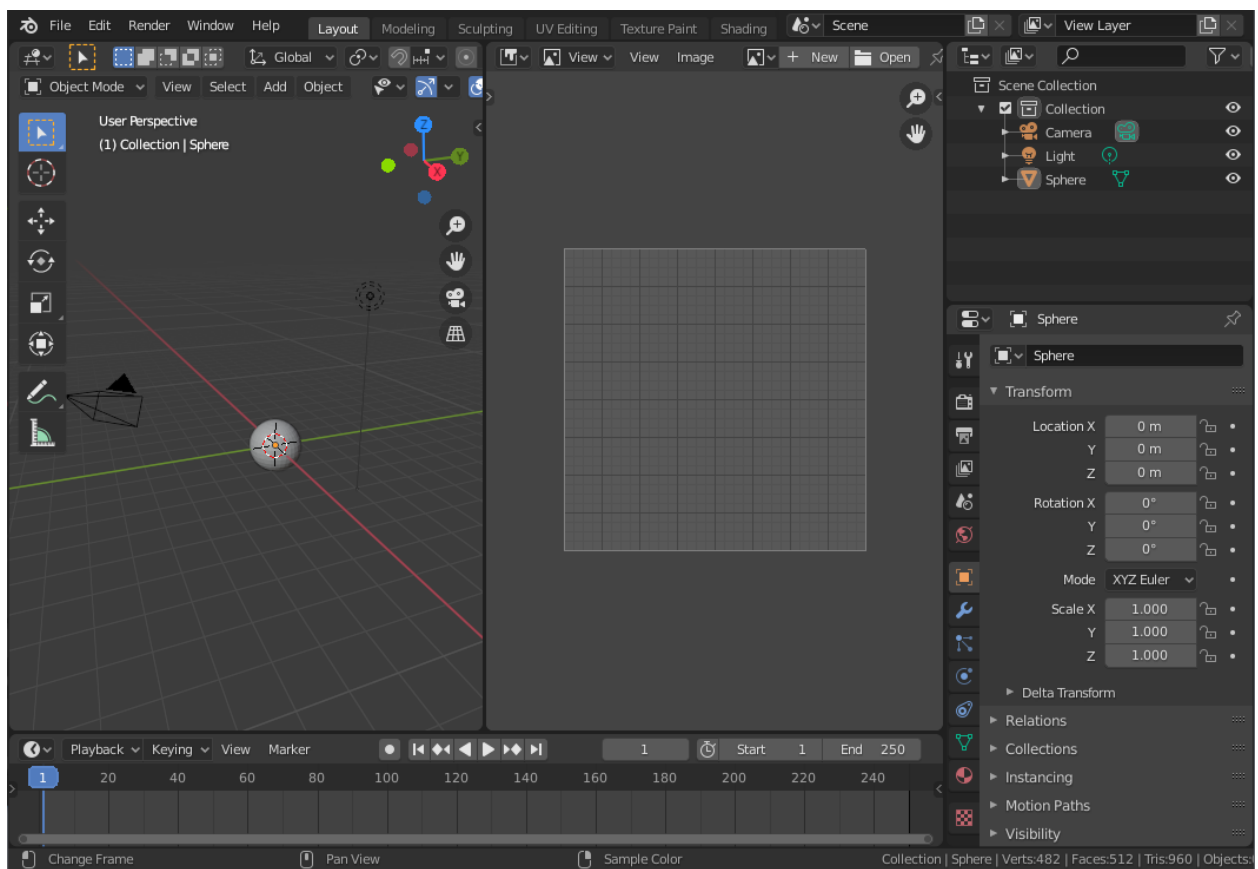 File Edit Render Window Help Layout Modeling Sculpting UV Editing Texture Paint Shading Scene View Layer
Global
View View Image New Open
Object Mode View Select Add Object
User Perspective
(1) Collection | Sphere
Z
Y
X
Scene Collection
Collection
Camera
Light
Sphere
Sphere
Sphere
Transform
Location X 0 m
Y 0 m
Z 0 m
Rotation X 0°
Y 0°
Z 0°
Mode XYZ Euler
Scale X 1.000
Y 1.000
Z 1.000
Delta Transform
Relations
Collections
Instancing
Motion Paths
Visibility
Playback Keying View Marker 1 Start 1 End 250
1 20 40 60 80 100 120 140 160 180 200 220 240
Change Frame Pan View Sample Color Collection | Sphere | Verts:482 | Faces:512 | Tris:960 | Objects: